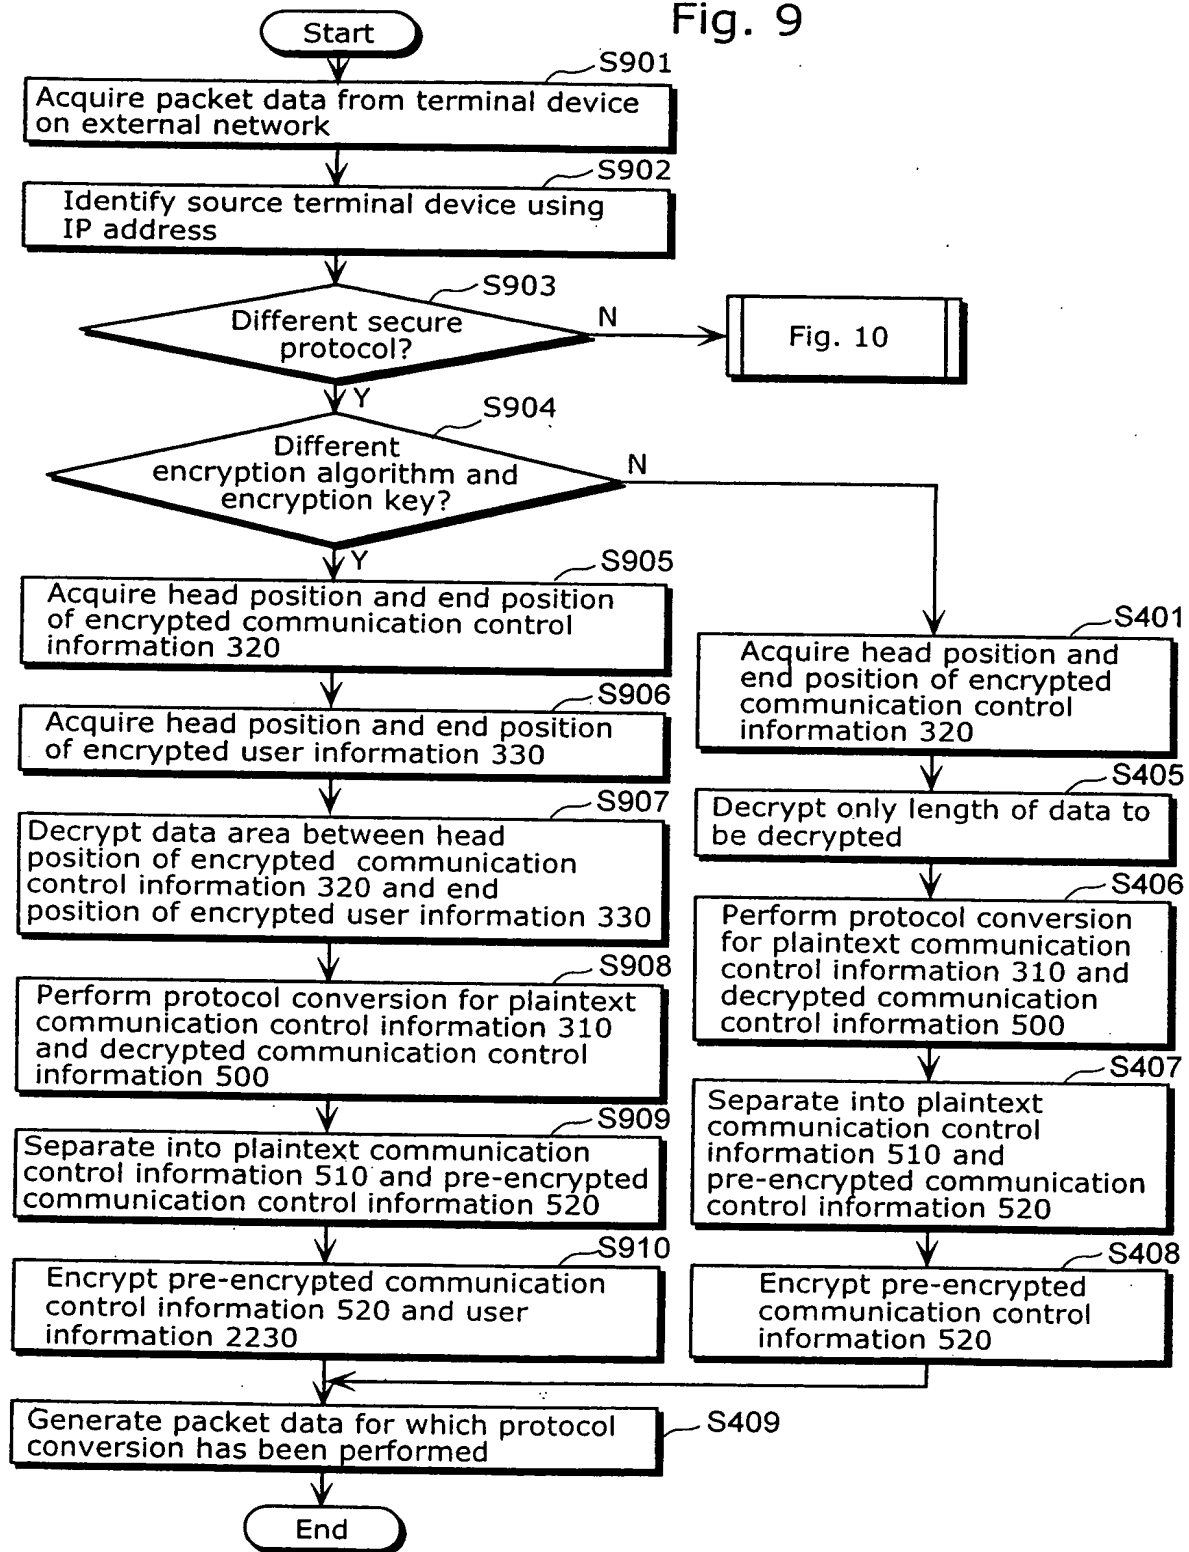 Fig. 9
Start
S901
Acquire packet data from terminal device
on external network
S902
Identify source terminal device using
IP address
S903
Different secure
protocol?
N
Fig. 10
Y
S904
Different
encryption algorithm and
encryption key?
N
Y
S905
Acquire head position and end position
of encrypted communication control
information 320
S906
Acquire head position and end position
of encrypted user information 330
S907
Decrypt data area between head
position of encrypted communication
control information 320 and end
position of encrypted user information 330
S908
Perform protocol conversion for plaintext
communication control information 310
and decrypted communication control
information 500
S909
Separate into plaintext communication
control information 510 and pre-encrypted
communication control information 520
S910
Encrypt pre-encrypted communication
control information 520 and user
information 2230
S401
Acquire head position and
end position of encrypted
communication control
information 320
S405
Decrypt only length of data to
be decrypted
S406
Perform protocol conversion
for plaintext communication
control information 310 and
decrypted communication
control information 500
S407
Separate into plaintext
communication control
information 510 and
pre-encrypted communication
control information 520
S408
Encrypt pre-encrypted
communication control
information 520
S409
Generate packet data for which protocol
conversion has been performed
End